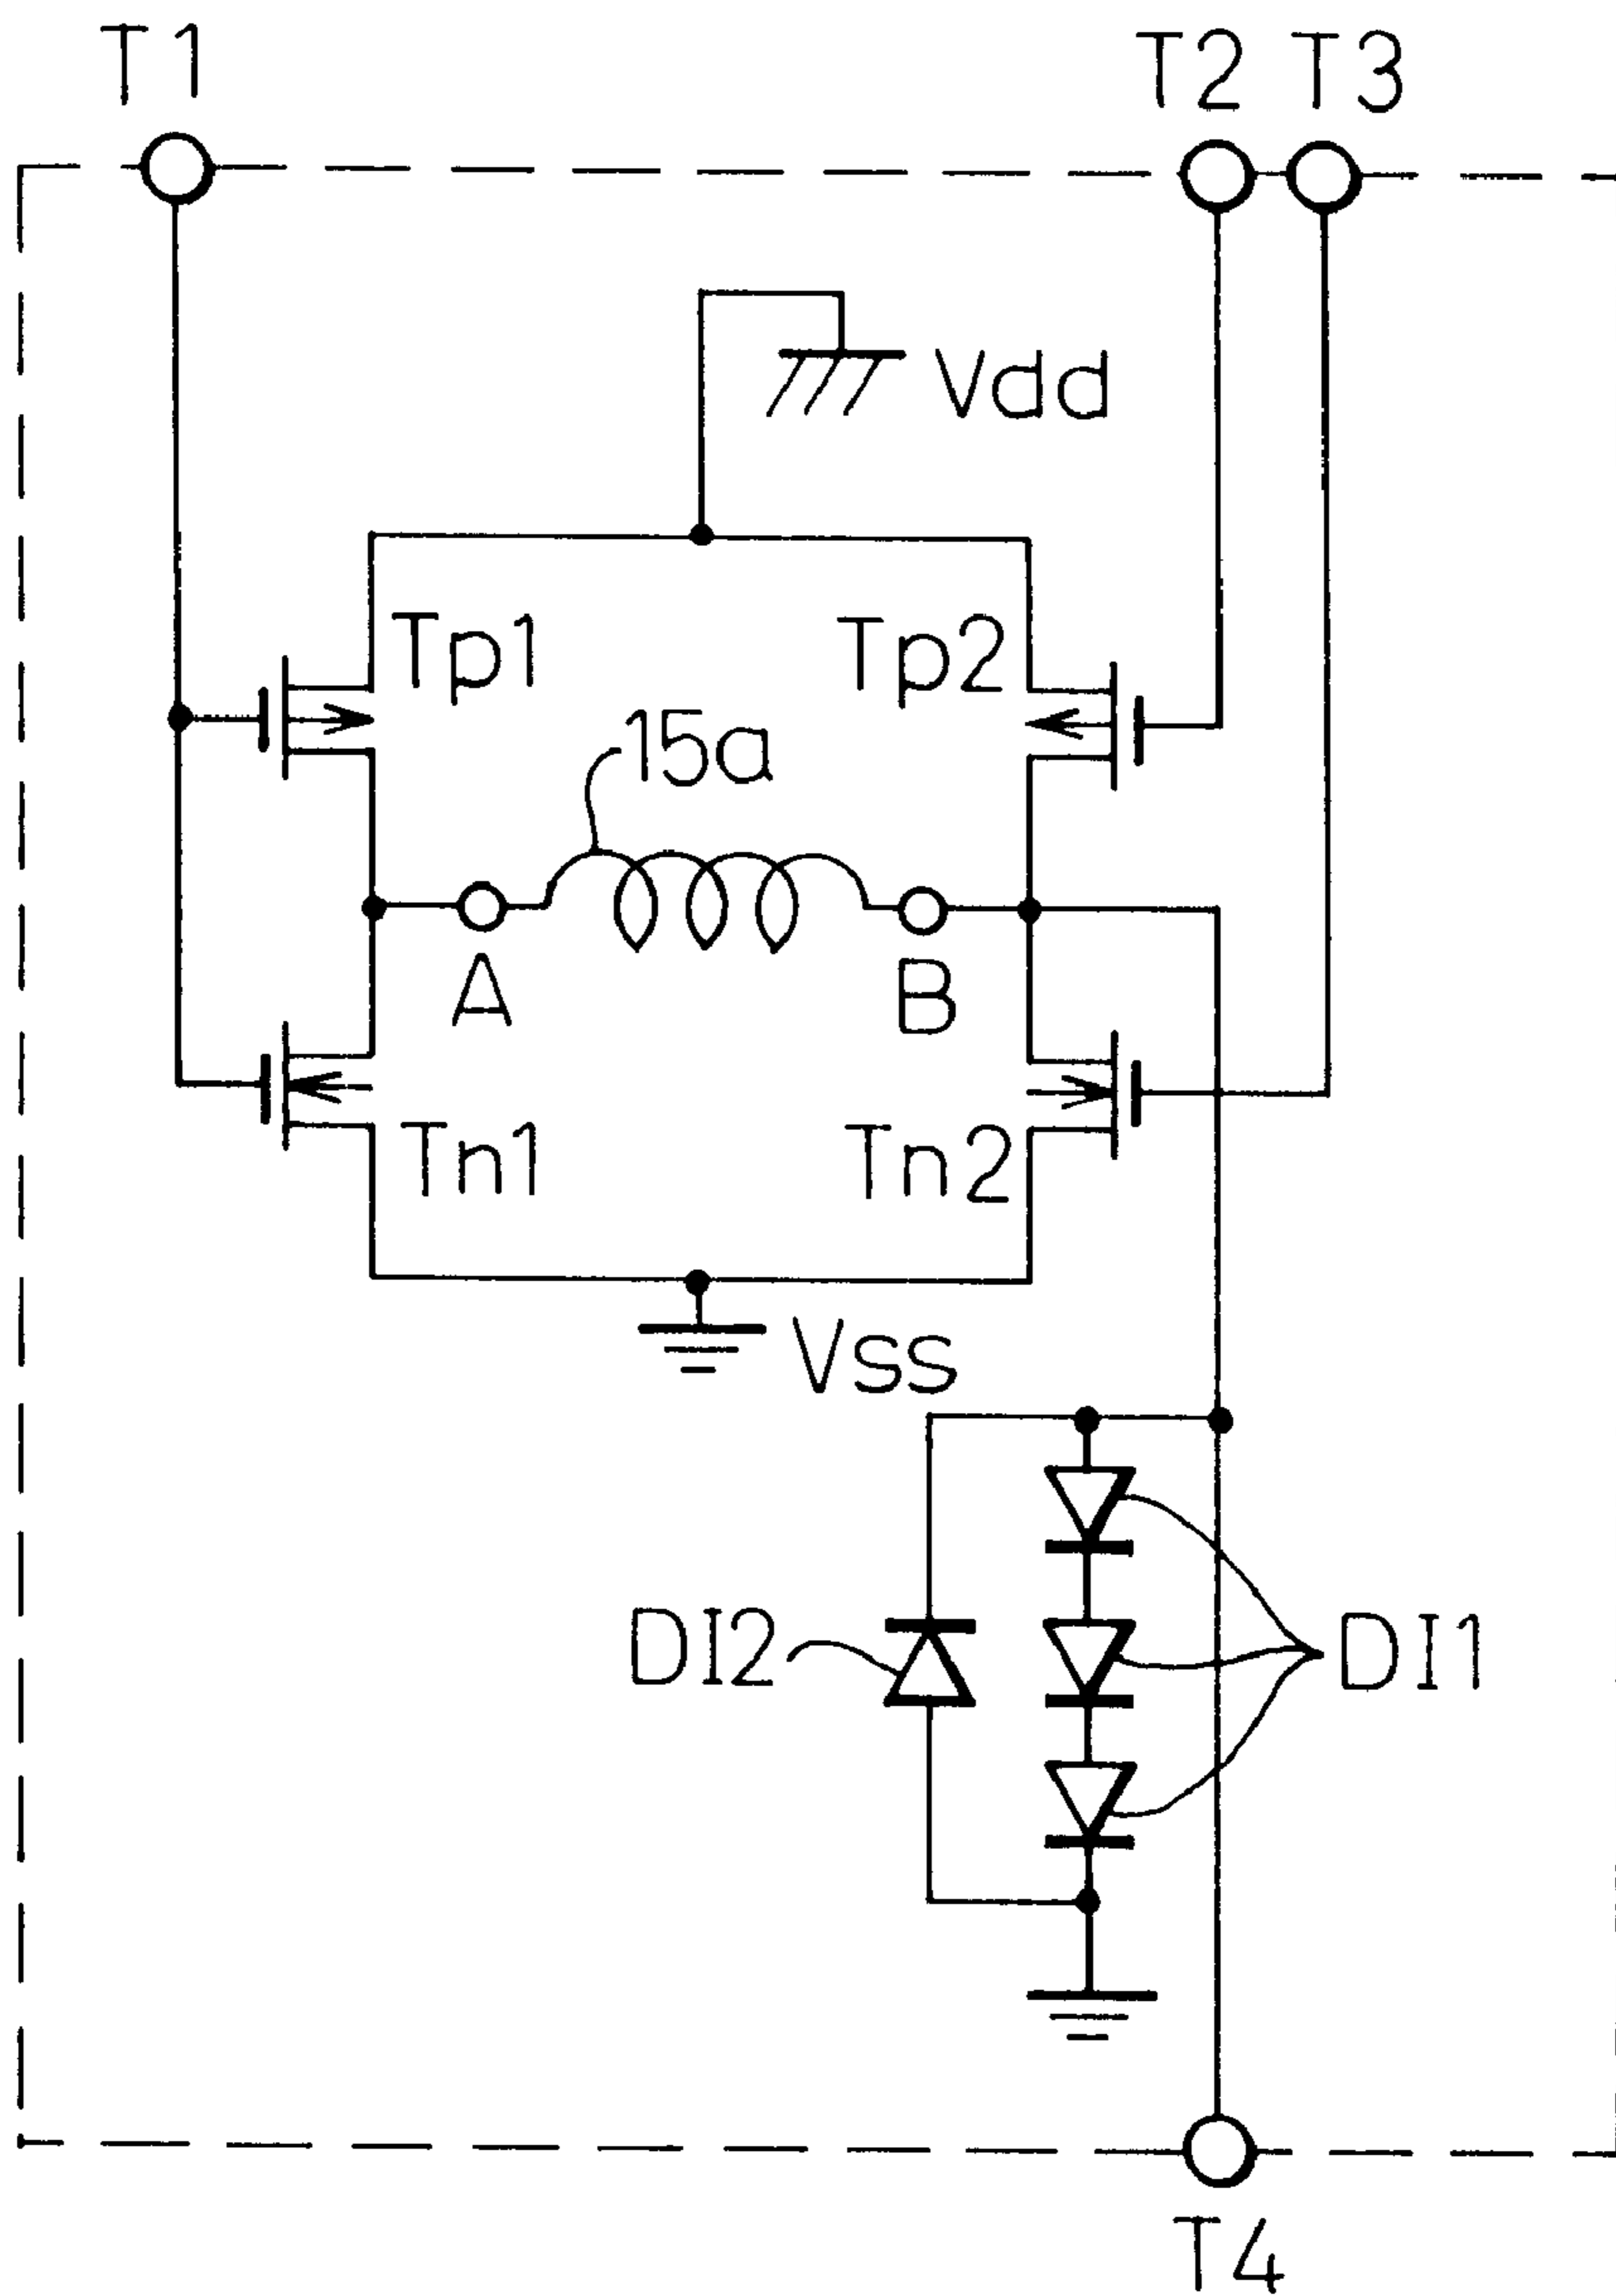 T1 T2 T3
Vdd
Tp1 Tp2
15a
A B
Tn1 Tn2
Vss
DI2 DI1
T4